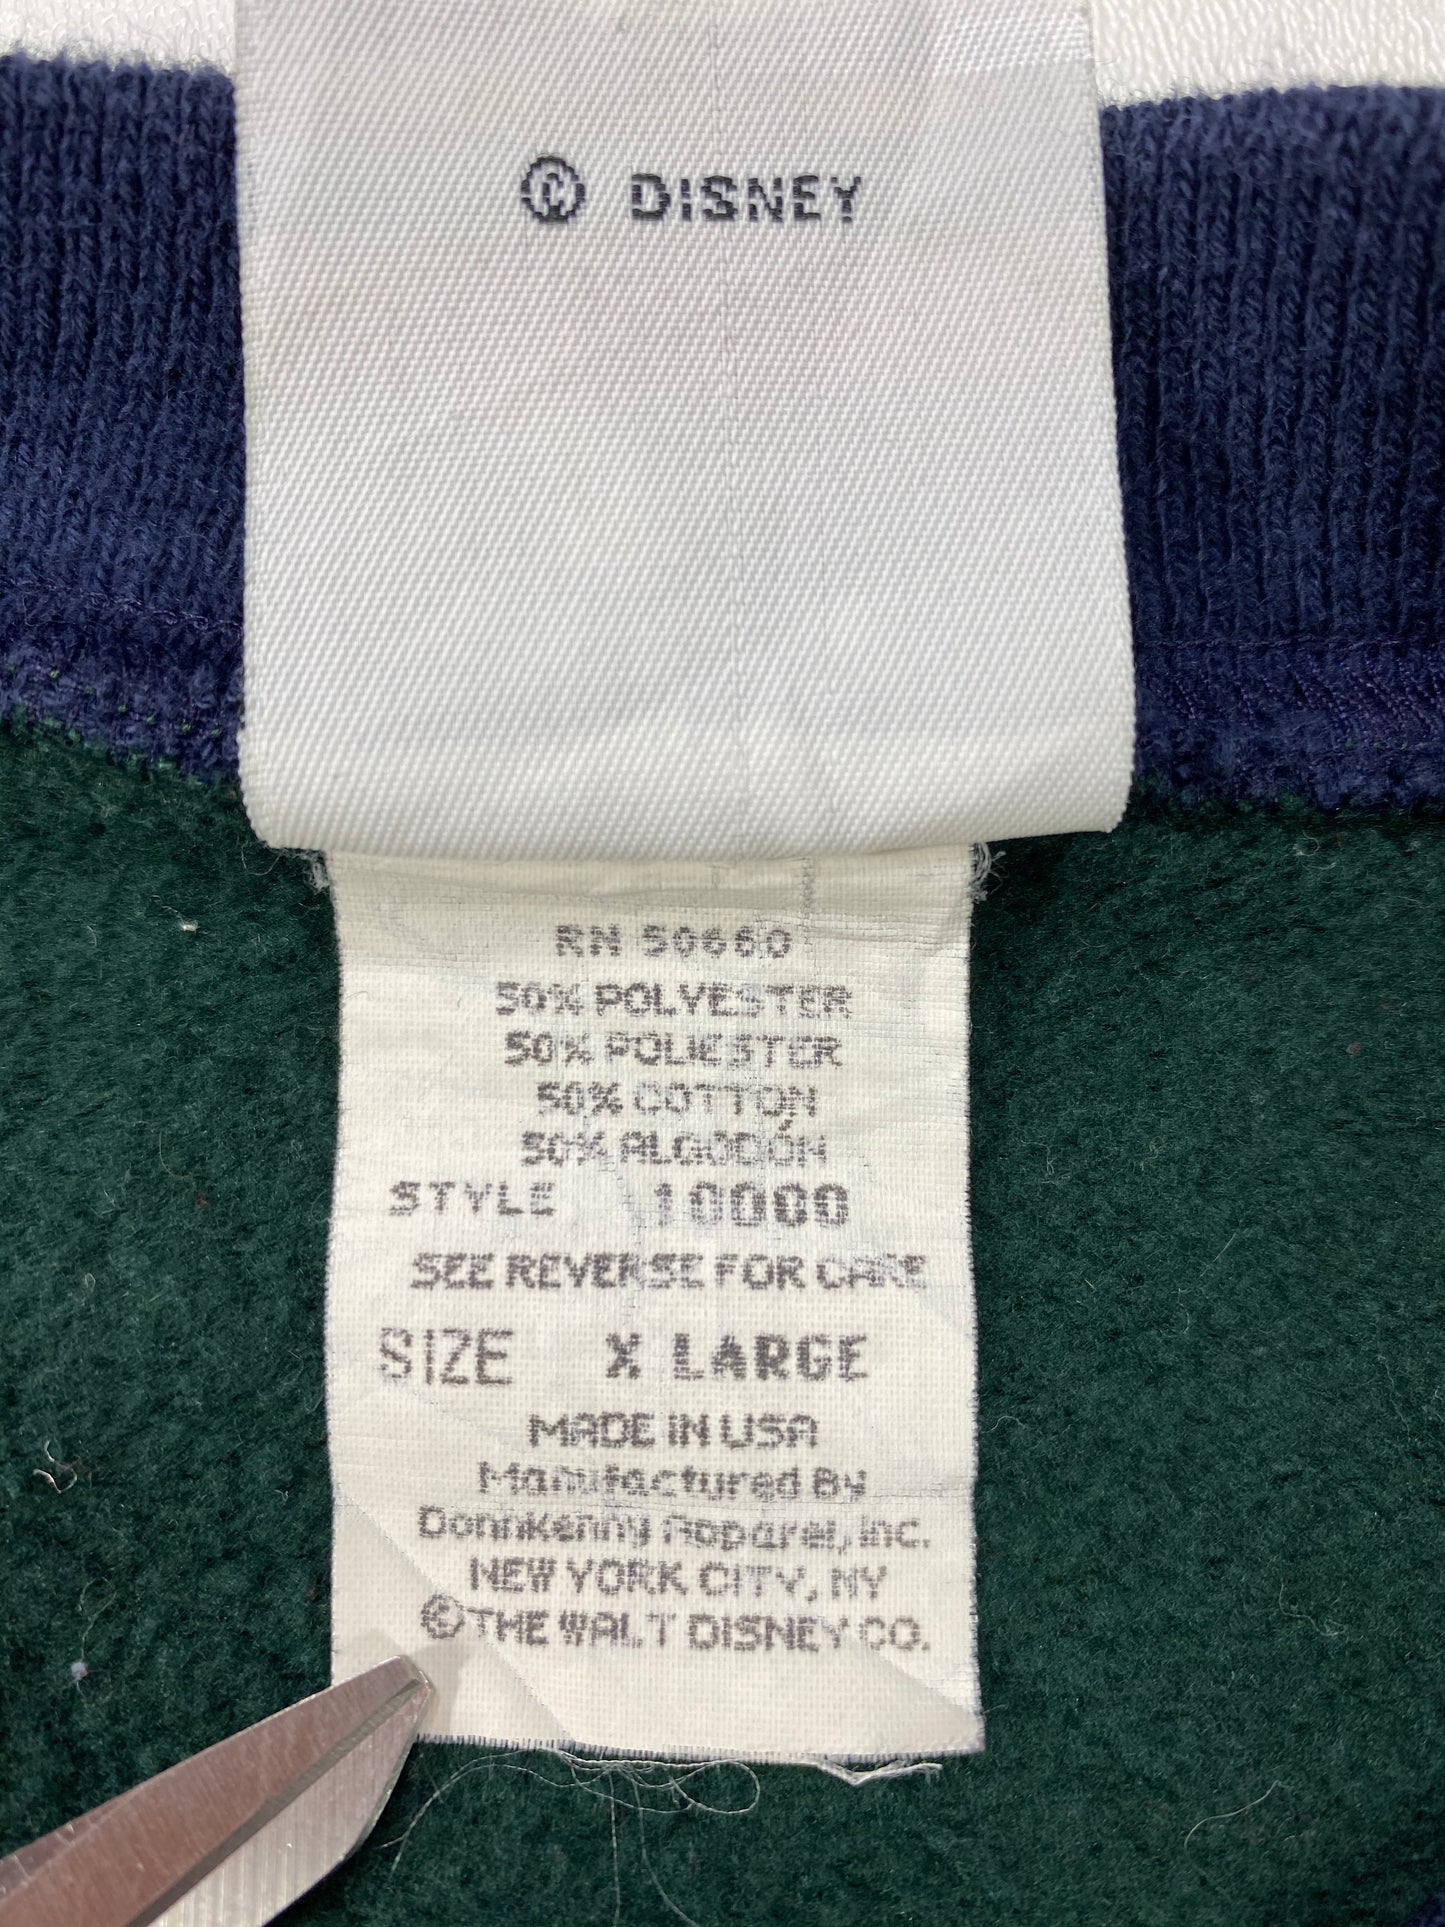 © DISNEY
RN 50660
50% POLYESTER
50% POLIESTER
50% COTTON
50% ALGODÓN
STYLE 10000
SEE REVERSE FOR CARE
SIZE X LARGE
MADE IN USA
Manufactured By
Donnkenny Apparel, Inc.
NEW YORK CITY, NY
© THE WALT DISNEY CO.